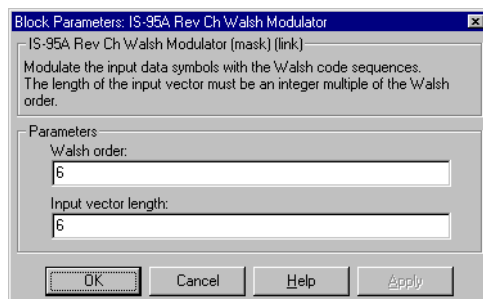 Block Parameters: IS-95A Rev Ch Walsh Modulator
IS-95A Rev Ch Walsh Modulator (mask) (link)
Modulate the input data symbols with the Walsh code sequences.
The length of the input vector must be an integer multiple of the Walsh
order.
Parameters
Walsh order:
6
Input vector length:
6
OK Cancel Help Apply